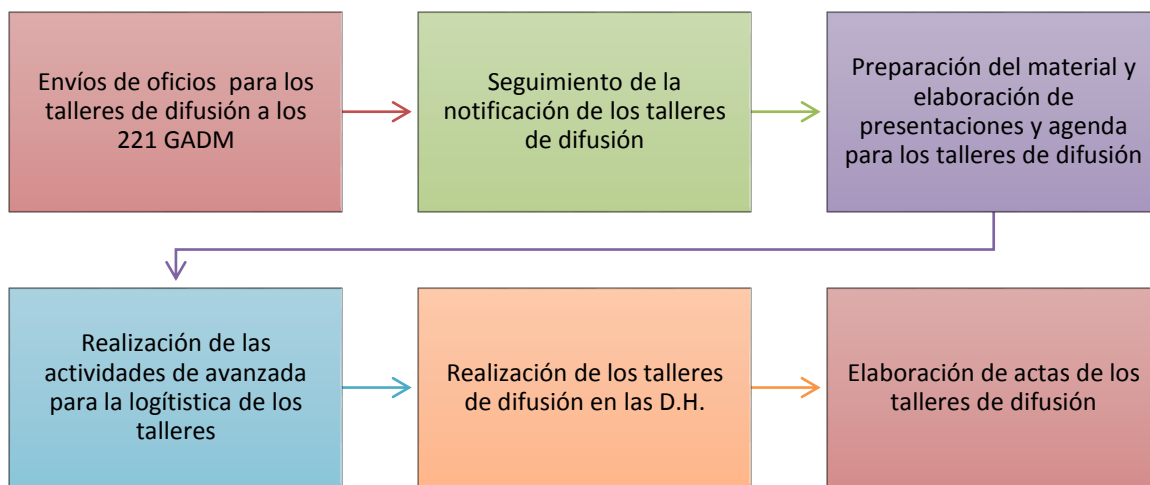 Envíos de oficios para los
talleres de difusión a los
221 GADM
Seguimiento de la
notificación de los talleres
de difusión
Preparación del material y
elaboración de
presentaciones y agenda
para los talleres de difusión
Realización de las
actividades de avanzada
para la logítistica de los
talleres
Realización de los talleres
de difusión en las D.H.
Elaboración de actas de los
talleres de difusión